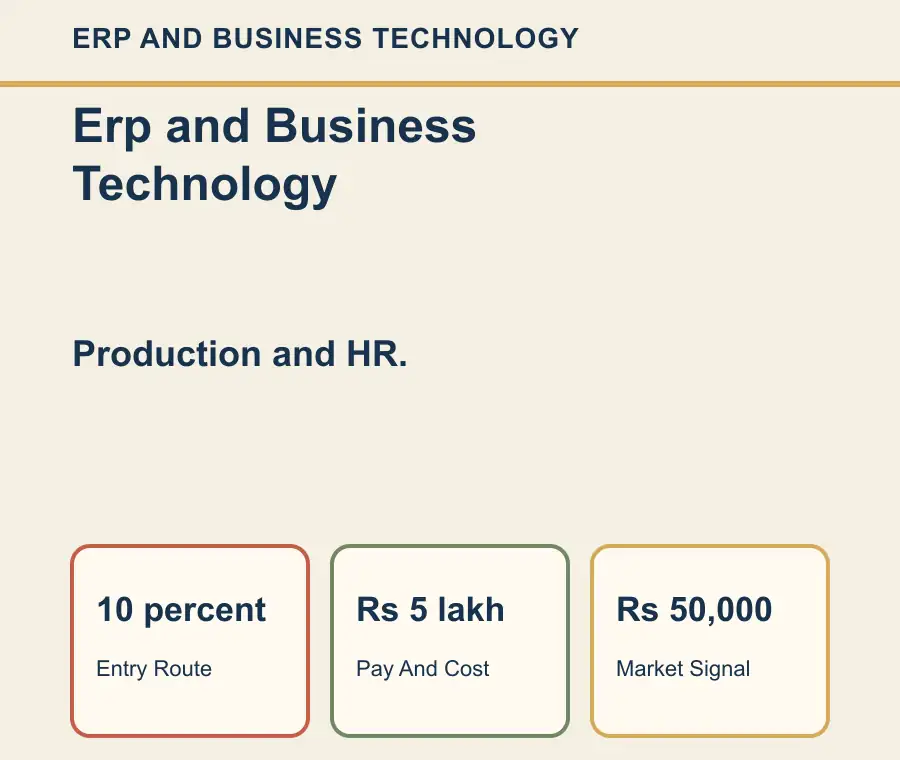 ERP AND BUSINESS TECHNOLOGY
Erp and Business
Technology
Production and HR.
10 percent
Entry Route
Rs 5 lakh
Pay And Cost
Rs 50,000
Market Signal